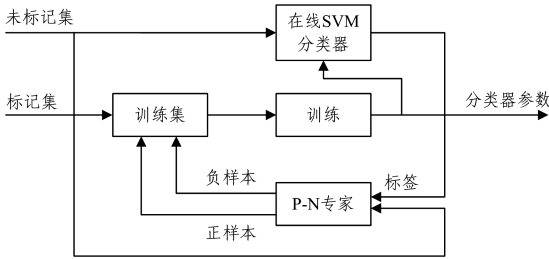 未标记集
在线SVM
分类器
标记集
训练集
训练
分类器参数
负样本
标签
P-N专家
正样本